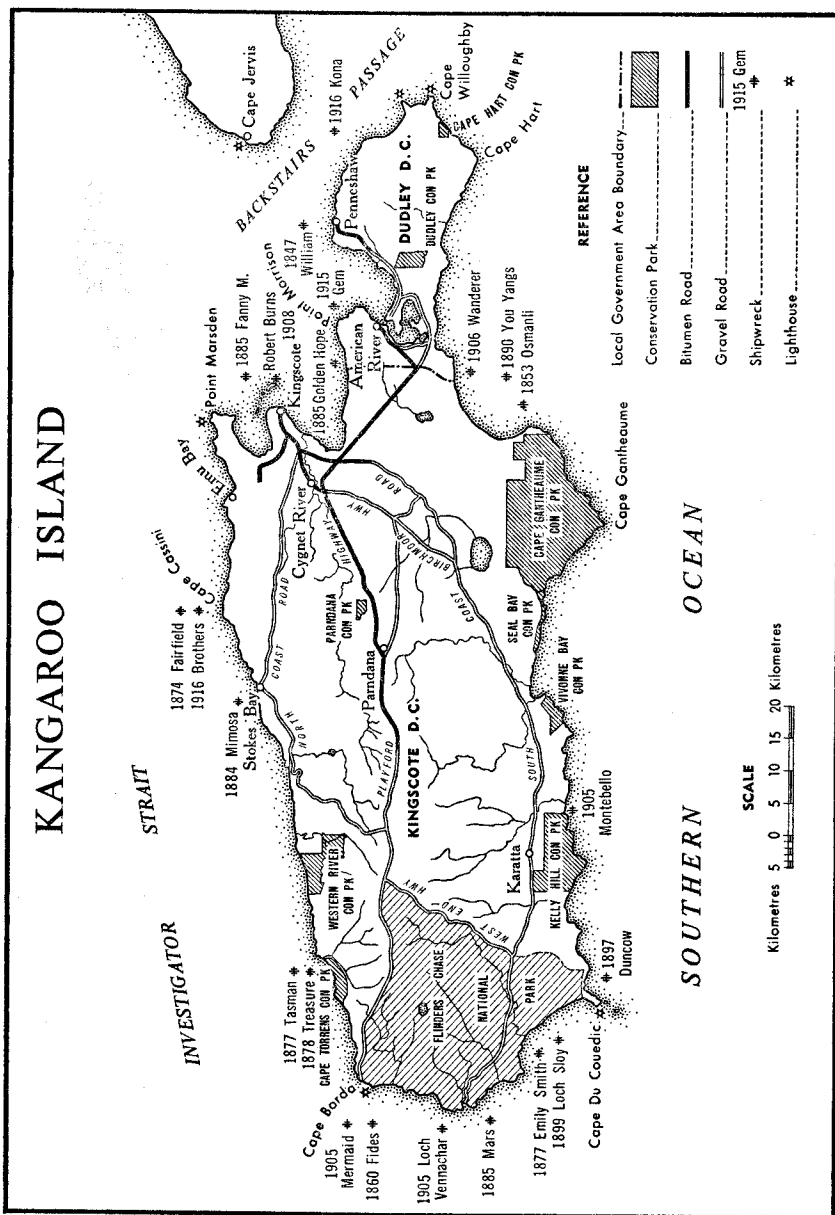 KANGAROO ISLAND
INVESTIGATOR
STRAIT
BACKSTAIRS
PASSAGE
SOUTHERN
OCEAN
Cape Jervis
1916 Kona
Cape
Willoughby
CAPE HART CON PK
Cape Hart
Penneshaw
DUDLEY D.C.
DUDLEY CON PK
1847
William
Point Morrison
1915
Gem
1885 Golden Hope
American
River
Point Marsden
1885 Fanny M.
Robert Burns
1908
Kingscote
Emu Bay
Cape Cassini
1874 Fairfield
1916 Brothers
1884 Mimosa
Stokes Bay
NORTH
COAST
ROAD
Cygnet River
PLAYFORD
HIGHWAY
PARNDANA
CON PK
Parndana
KINGSCOTE D.C.
HWY
BIRCHMOOR
ROAD
SOUTH
COAST
1906 Wanderer
1890 You Yangs
1853 Osmanli
CAPE GANTHEAUME
CON PK
Cape Gantheaume
SEAL BAY
CON PK
VIVONNE BAY
CON PK
1905
Montebello
Karatta
KELLY HILL CON PK
WESTERN RIVER
CON PK
1877 Tasman
1878 Treasure
CAPE TORRENS CON PK
Cape Borda
1905
Mermaid
1860 Fides
1905 Loch
Vennachar
1885 Mars
FLINDERS CHASE
NATIONAL
PARK
WEST END HWY
1877 Emily Smith
1899 Loch Sloy
Cape Du Couedic
1897
Duncow
REFERENCE
Local Government Area Boundary
Conservation Park
Bitumen Road
Gravel Road
Shipwreck
1915 Gem
Lighthouse
SCALE
Kilometres 5 0 5 10 15 20 Kilometres